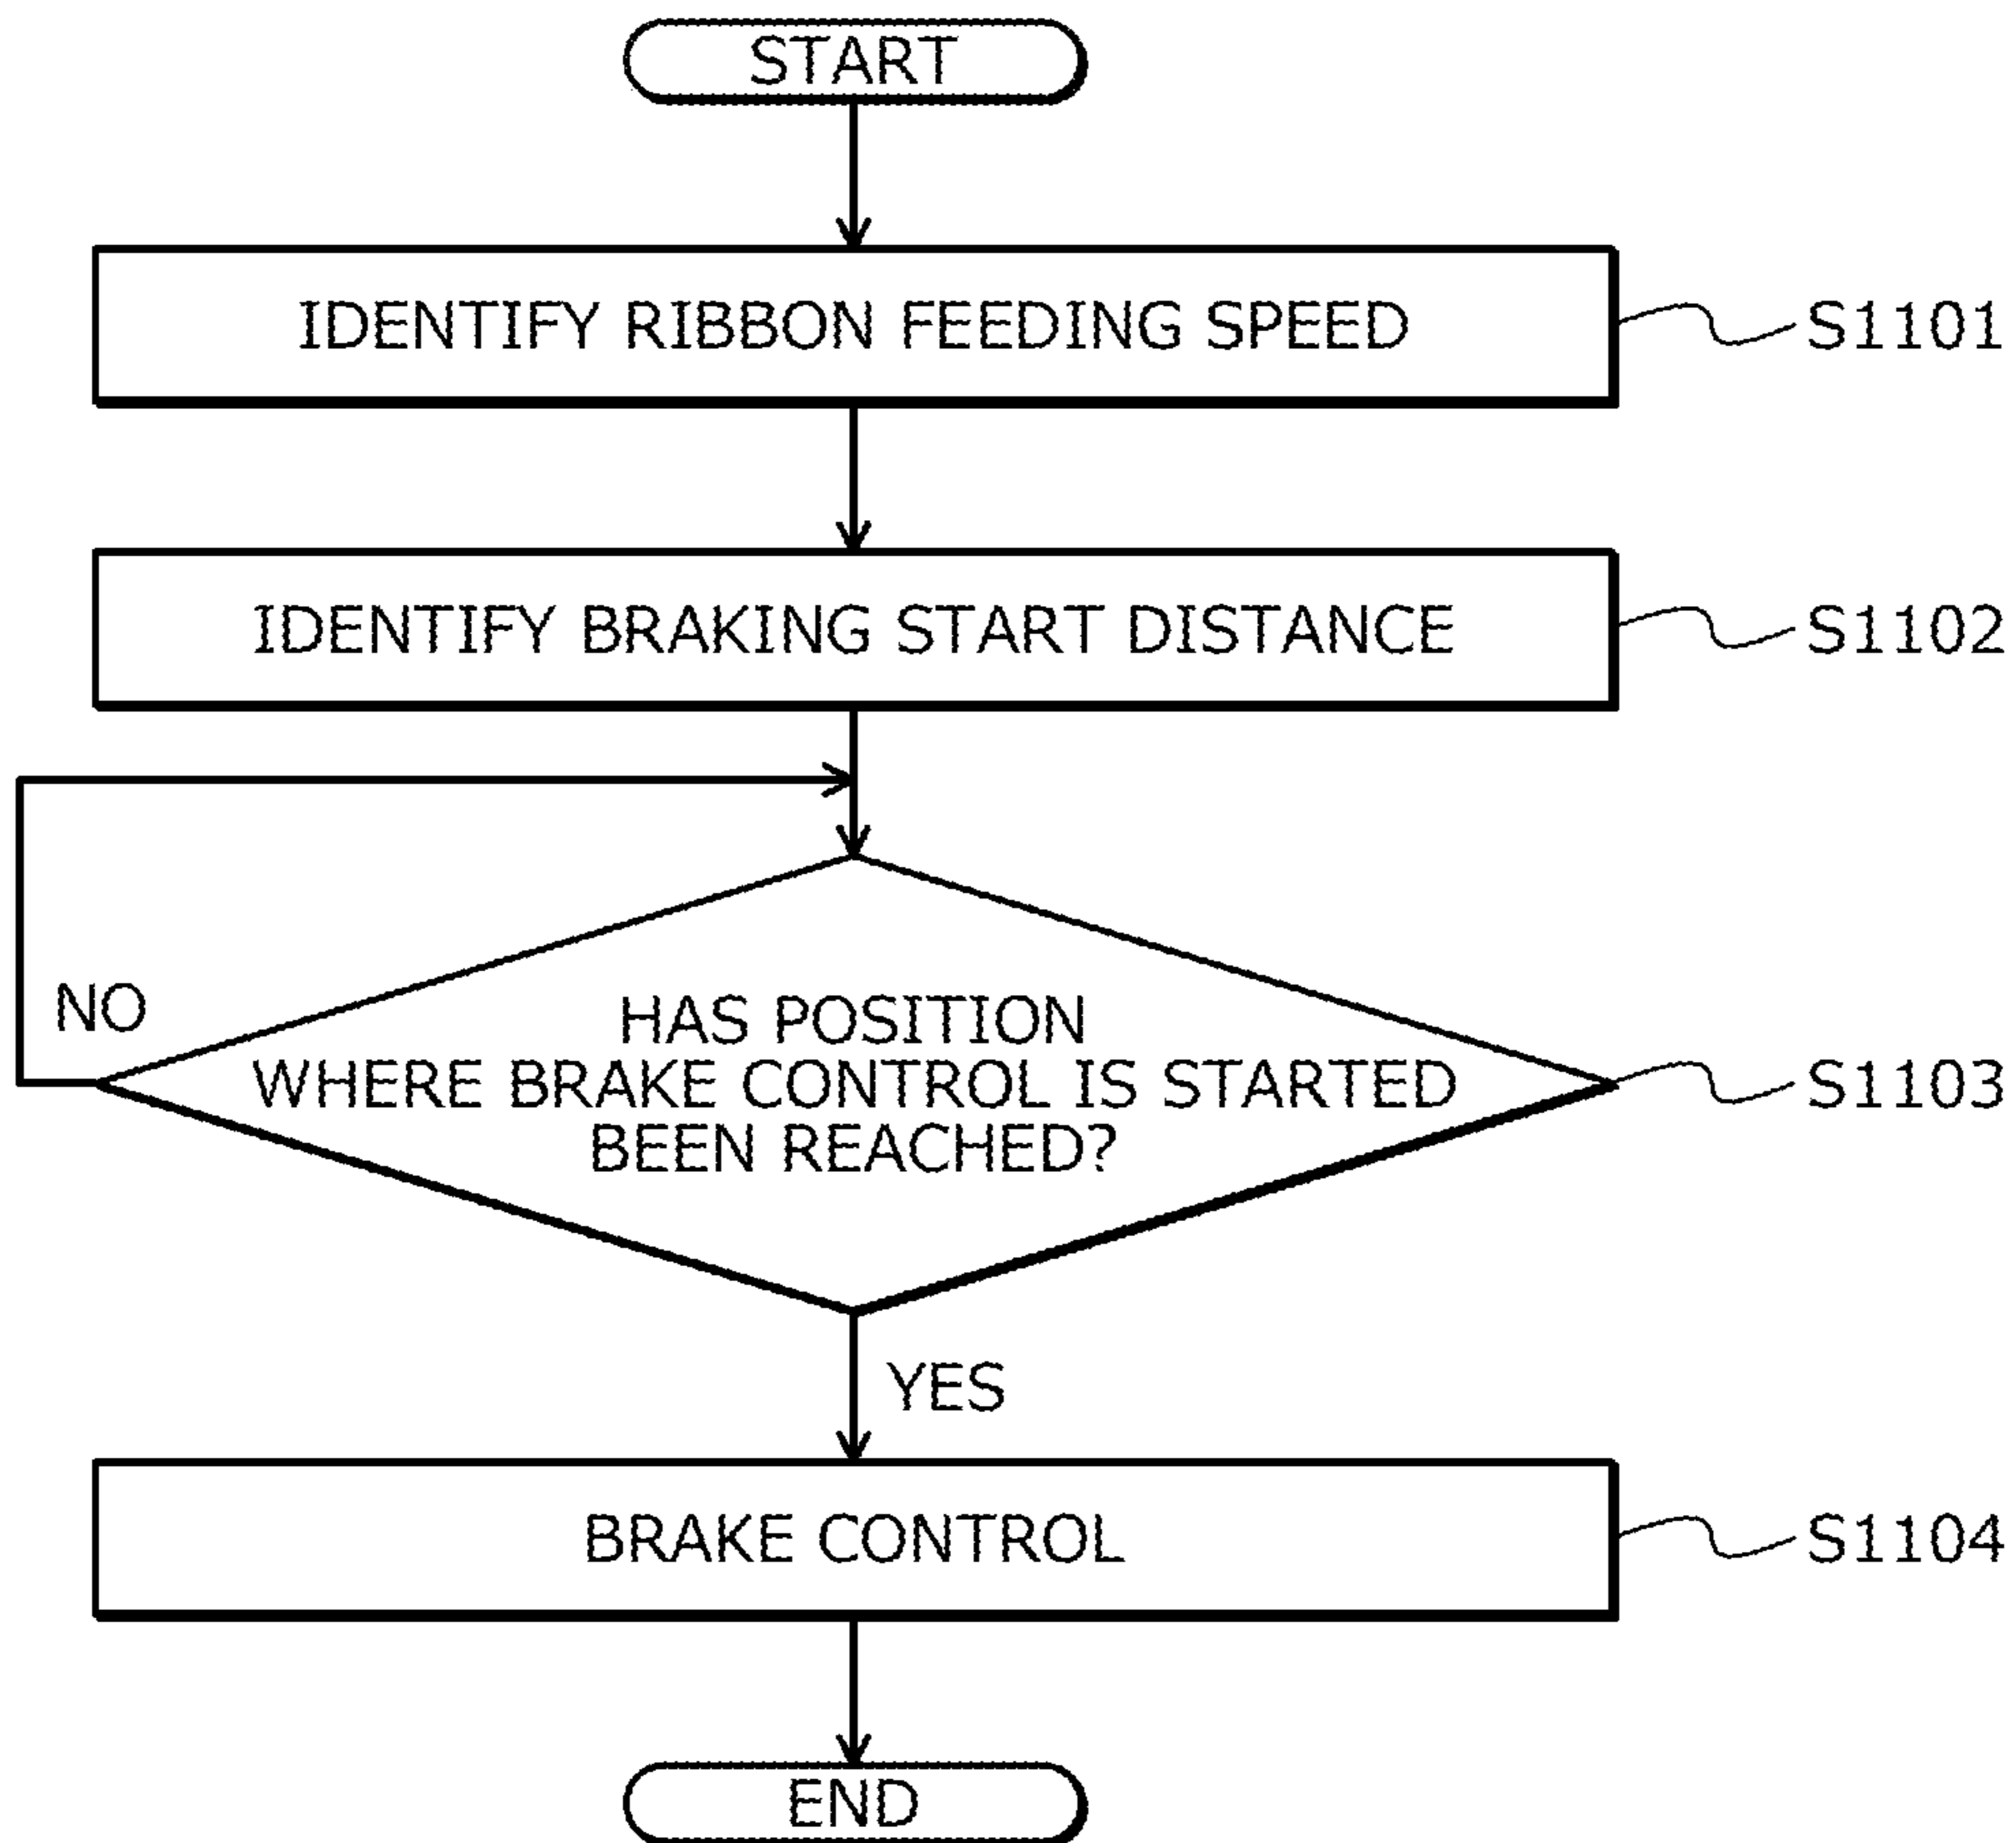 START
IDENTIFY RIBBON FEEDING SPEED
S1101
IDENTIFY BRAKING START DISTANCE
S1102
NO
HAS POSITION
WHERE BRAKE CONTROL IS STARTED
BEEN REACHED?
S1103
YES
BRAKE CONTROL
S1104
END